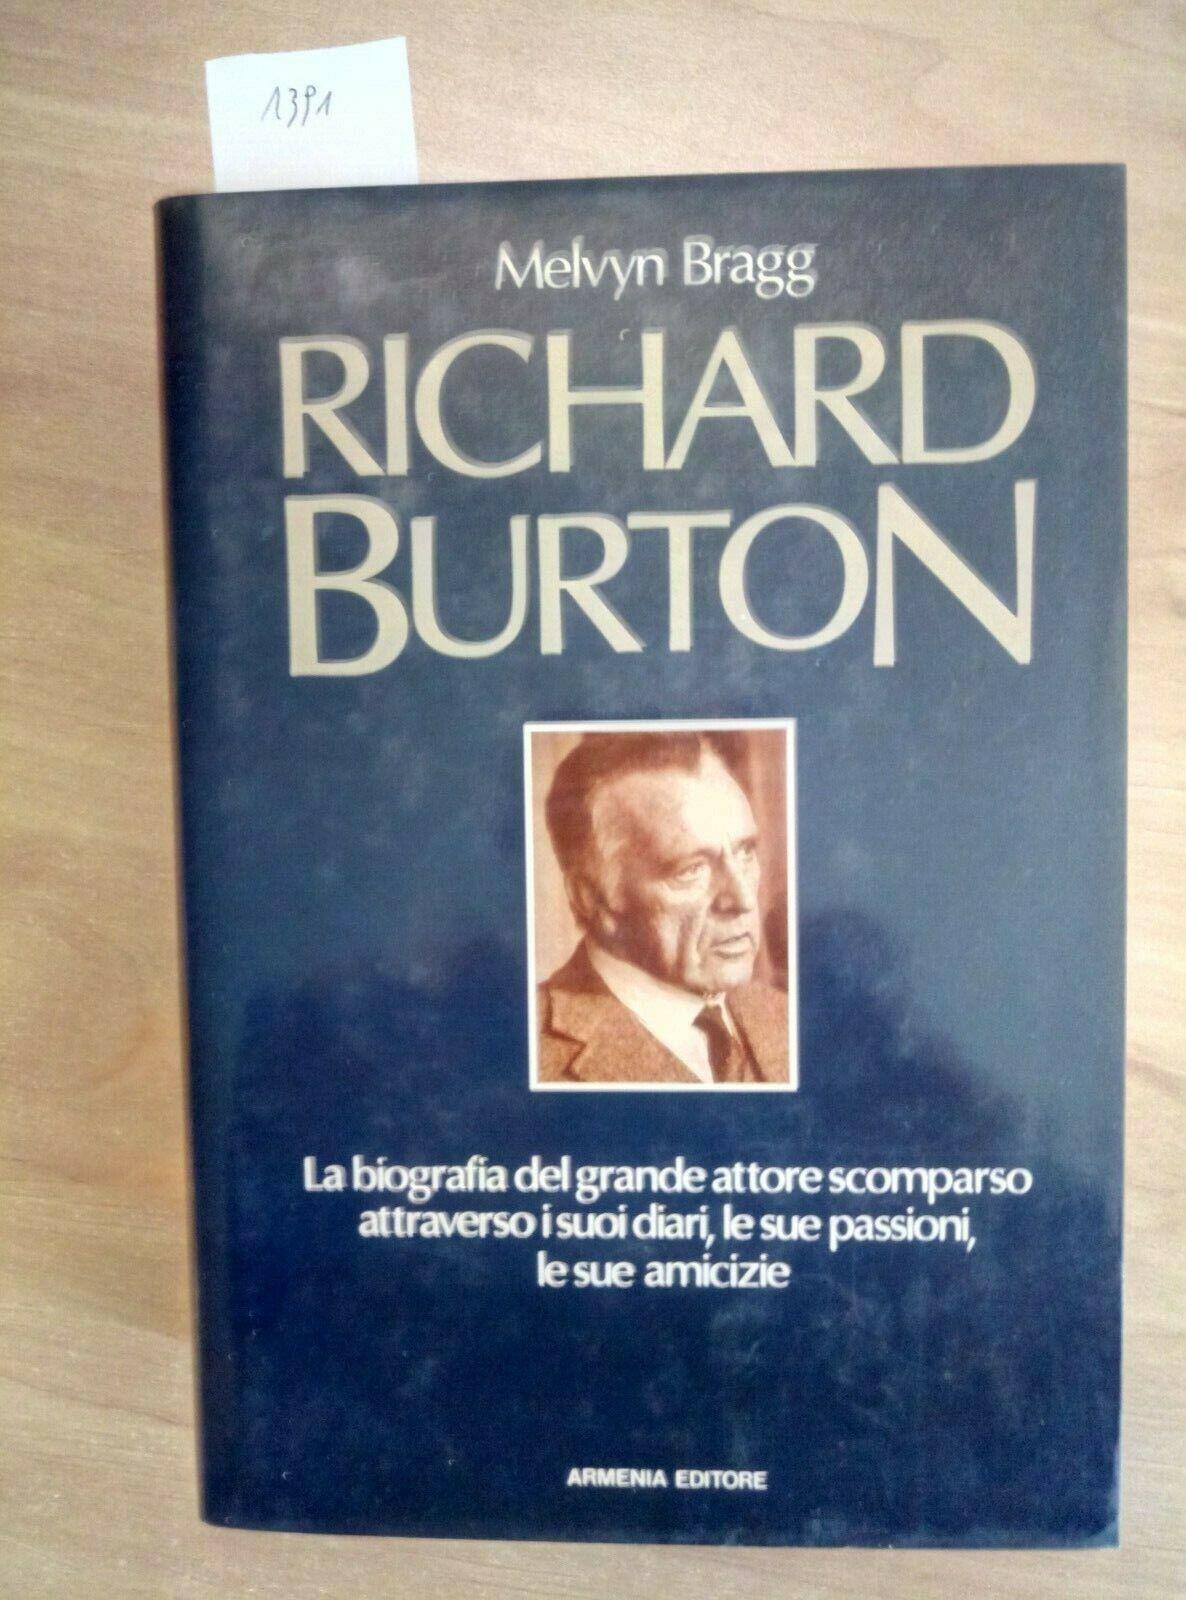 1391
Melvyn Bragg
RICHARD
BURTON
La biografia del grande attore scomparso
attraverso i suoi diari, le sue passioni,
le sue amicizie
ARMENIA EDITORE